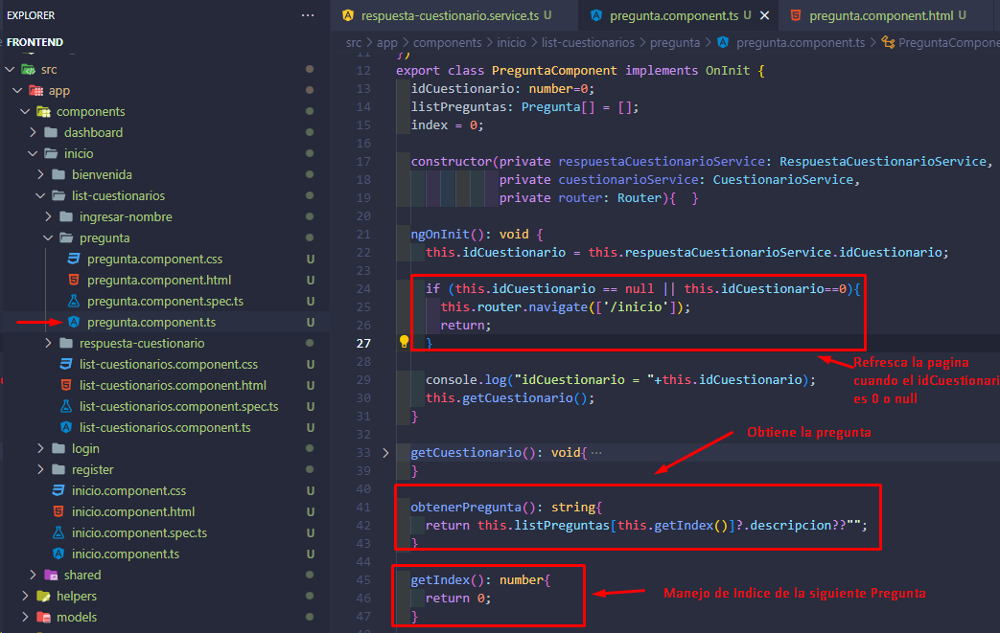 EXPLORER
...
respuesta-cuestionario.service.ts U
pregunta.component.ts U
pregunta.component.html U
FRONTEND
src
app
components
dashboard
inicio
bienvenida
list-cuestionarios
ingresar-nombre
pregunta
pregunta.component.css U
pregunta.component.html U
pregunta.component.spec.ts U
pregunta.component.ts U
respuesta-cuestionario
list-cuestionarios.component.css U
list-cuestionarios.component.html U
list-cuestionarios.component.spec.ts U
list-cuestionarios.component.ts U
login
register
inicio.component.css U
inicio.component.html U
inicio.component.spec.ts U
inicio.component.ts U
shared
helpers
models
src > app > components > inicio > list-cuestionarios > pregunta > pregunta.component.ts > PreguntaCompone
11 })
12 export class PreguntaComponent implements OnInit {
13 idCuestionario: number=0;
14 listPreguntas: Pregunta[] = [];
15 index = 0;
16
17 constructor(private respuestaCuestionarioService: RespuestaCuestionarioService,
18 private cuestionarioService: CuestionarioService,
19 private router: Router){  }
20
21 ngOnInit(): void {
22 this.idCuestionario = this.respuestaCuestionarioService.idCuestionario;
23
24 if (this.idCuestionario == null || this.idCuestionario==0){
25 this.router.navigate(['/inicio']);
26 return;
27 }
28
29 console.log("idCuestionario = "+this.idCuestionario);
30 this.getCuestionario();
31 }
32
33 getCuestionario(): void{ ...
39 }
40
41 obtenerPregunta(): string{
42 return this.listPreguntas[this.getIndex()]?.descripcion??"";
43 }
44
45 getIndex(): number{
46 return 0;
47 }
Refresca la pagina
cuando el idCuestionari
es 0 o null
Obtiene la pregunta
Manejo de Indice de la siguiente Pregunta